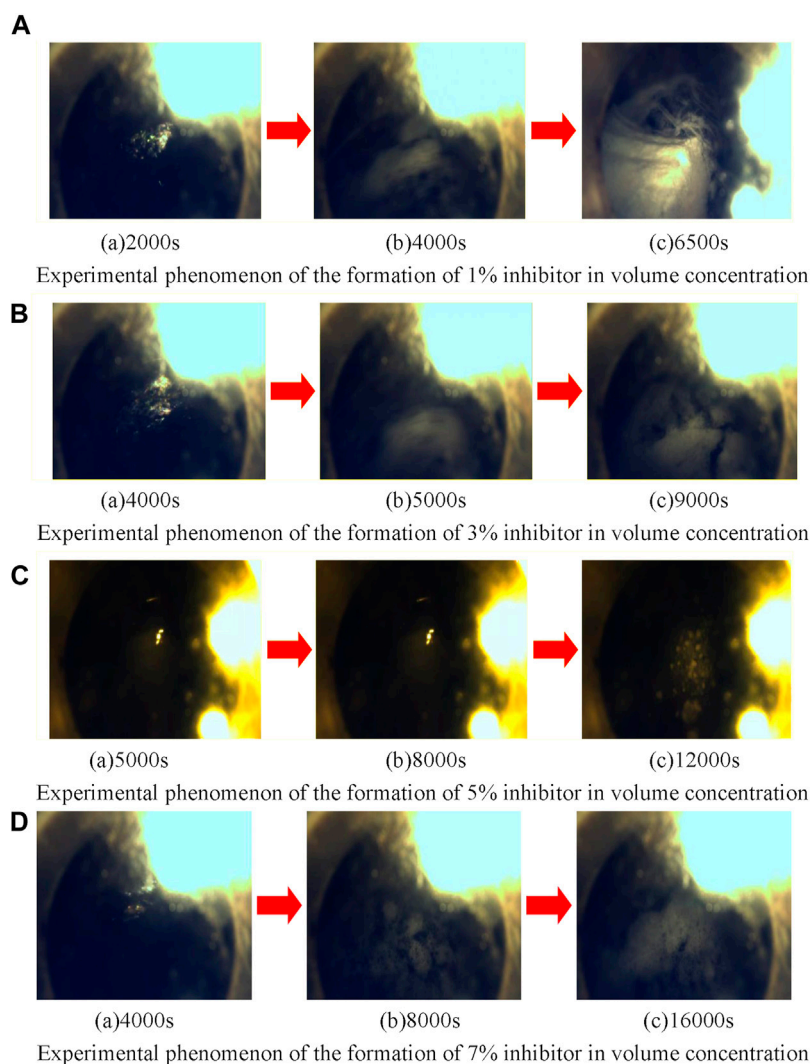 A
(a)2000s (b)4000s (c)6500s
Experimental phenomenon of the formation of 1% inhibitor in volume concentration
B
(a)4000s (b)5000s (c)9000s
Experimental phenomenon of the formation of 3% inhibitor in volume concentration
C
(a)5000s (b)8000s (c)12000s
Experimental phenomenon of the formation of 5% inhibitor in volume concentration
D
(a)4000s (b)8000s (c)16000s
Experimental phenomenon of the formation of 7% inhibitor in volume concentration